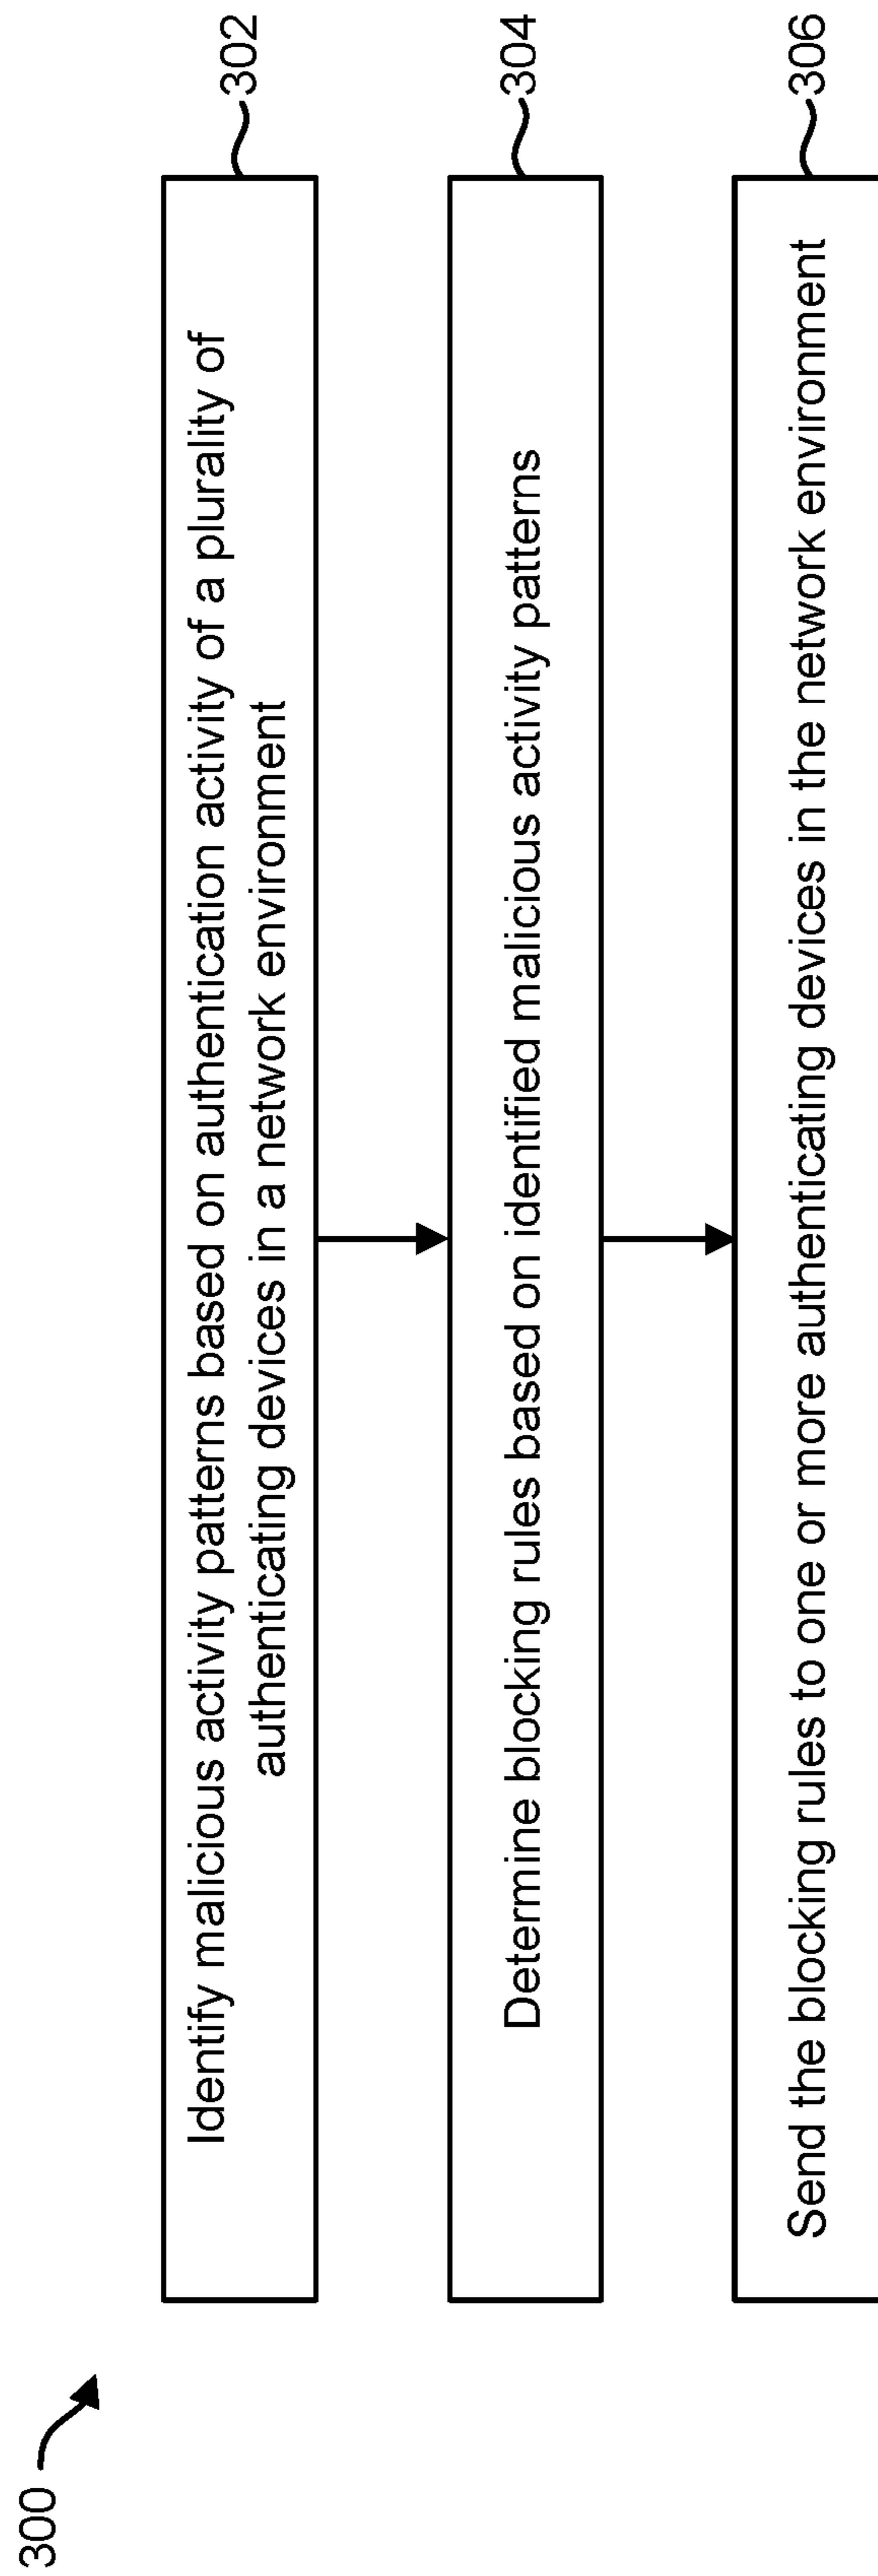 300
Identify malicious activity patterns based on authentication activity of a plurality of
authenticating devices in a network environment
302
Determine blocking rules based on identified malicious activity patterns
304
Send the blocking rules to one or more authenticating devices in the network environment
306